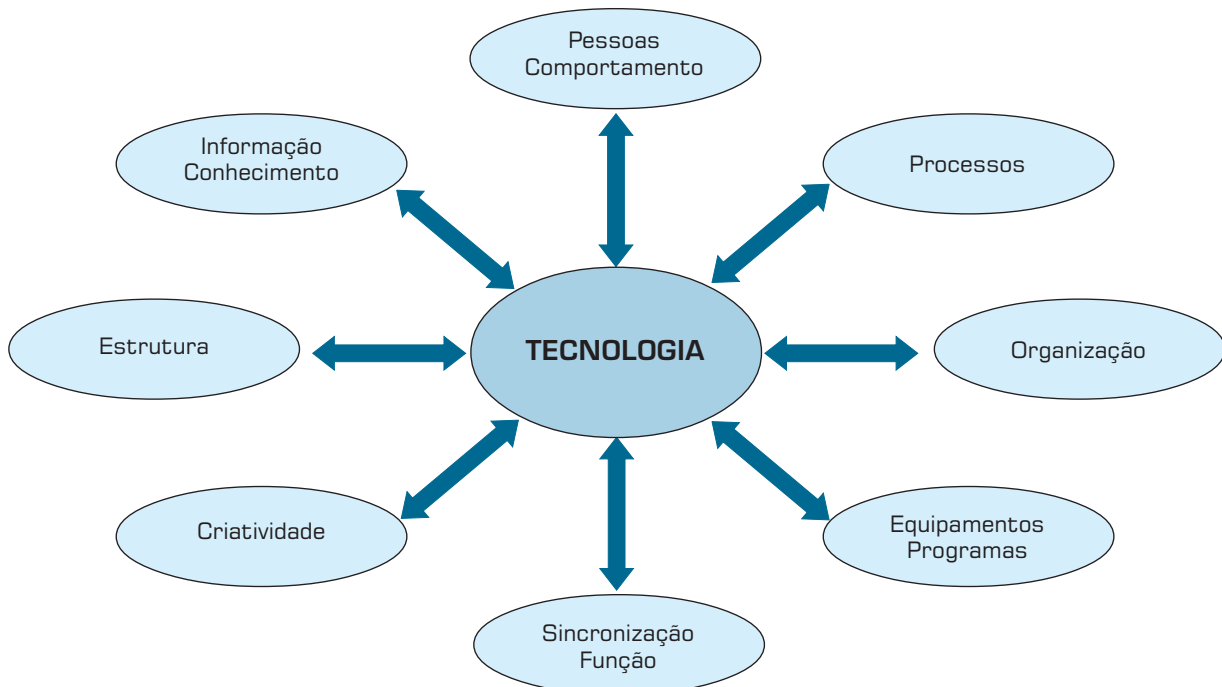 Pessoas
Comportamento
Informação
Conhecimento
Processos
Estrutura
TECNOLOGIA
Organização
Criatividade
Equipamentos
Programas
Sincronização
Função